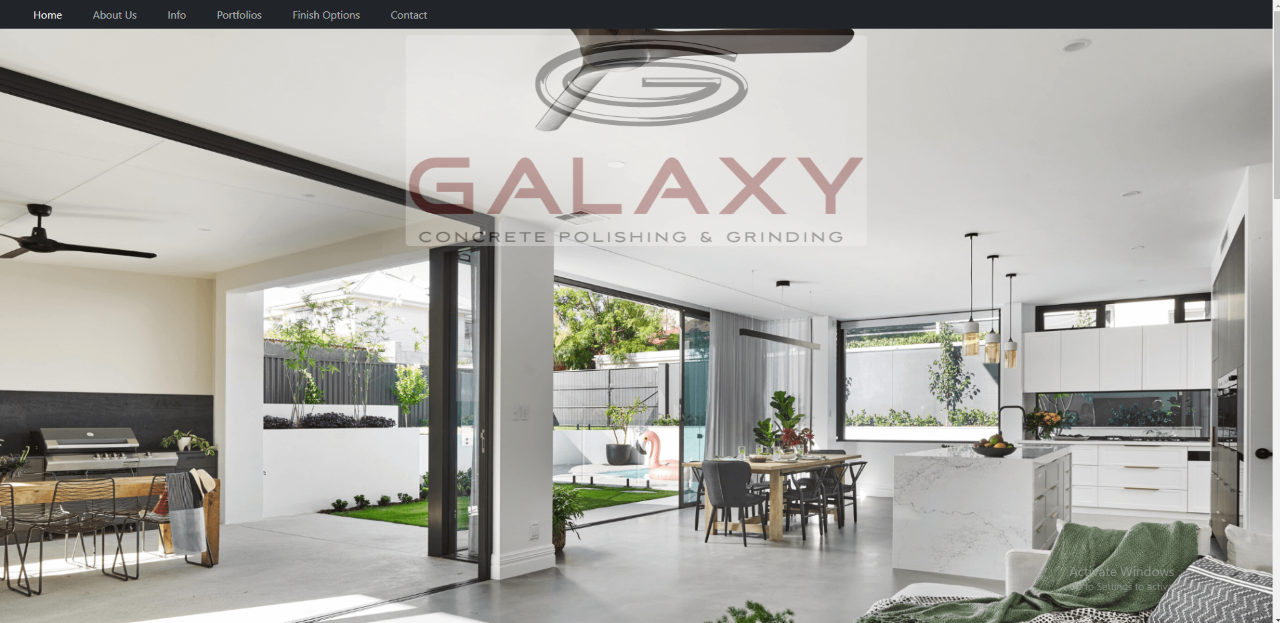 Home About Us Info Portfolios Finish Options Contact
G
GALAXY
CONCRETE POLISHING & GRINDING
Activate Windows
Go to Settings to activate